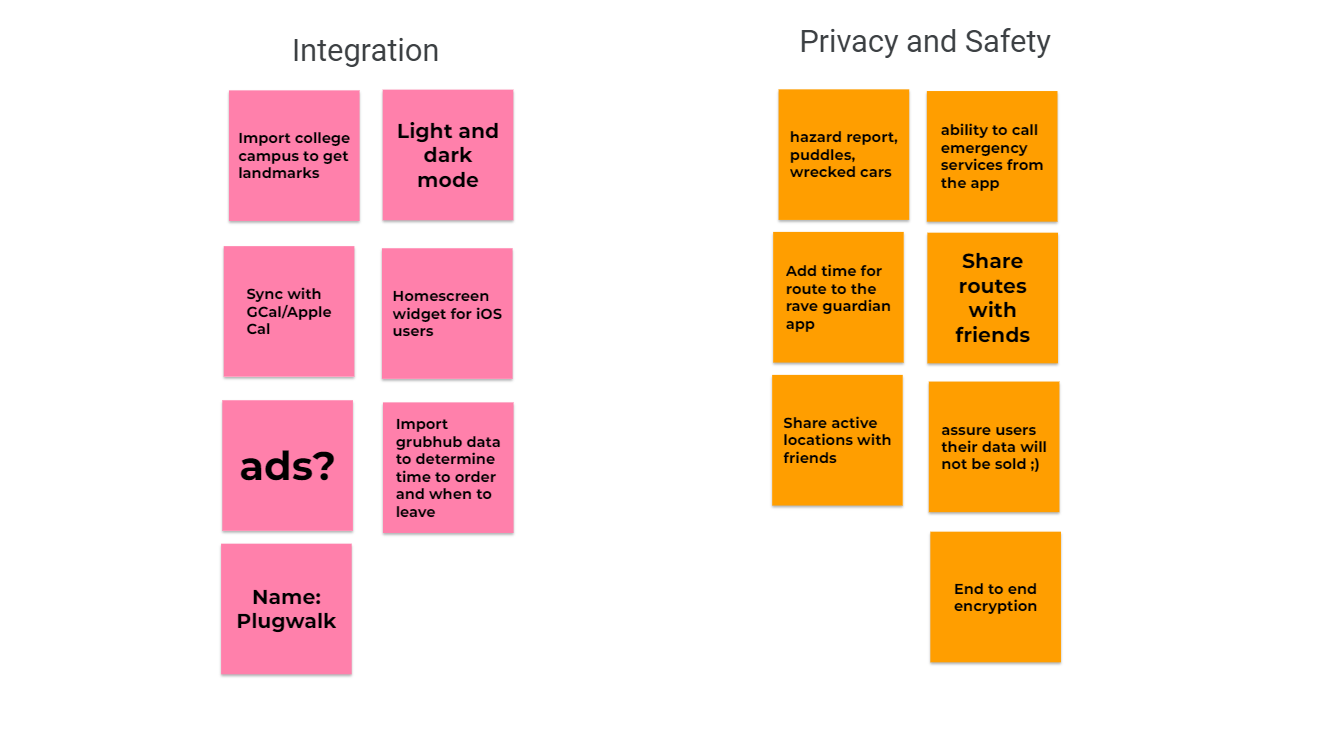 Integration
Import college
campus to get
landmarks
Light and
dark
mode
Sync with
GCal/Apple
Cal
Homescreen
widget for iOS
users
ads?
Import
grubhub data
to determine
time to order
and when to
leave
Name:
Plugwalk
Privacy and Safety
hazard report,
puddles,
wrecked cars
ability to call
emergency
services from
the app
Add time for
route to the
rave guardian
app
Share
routes
with
friends
Share active
locations with
friends
assure users
their data will
not be sold ;)
End to end
encryption